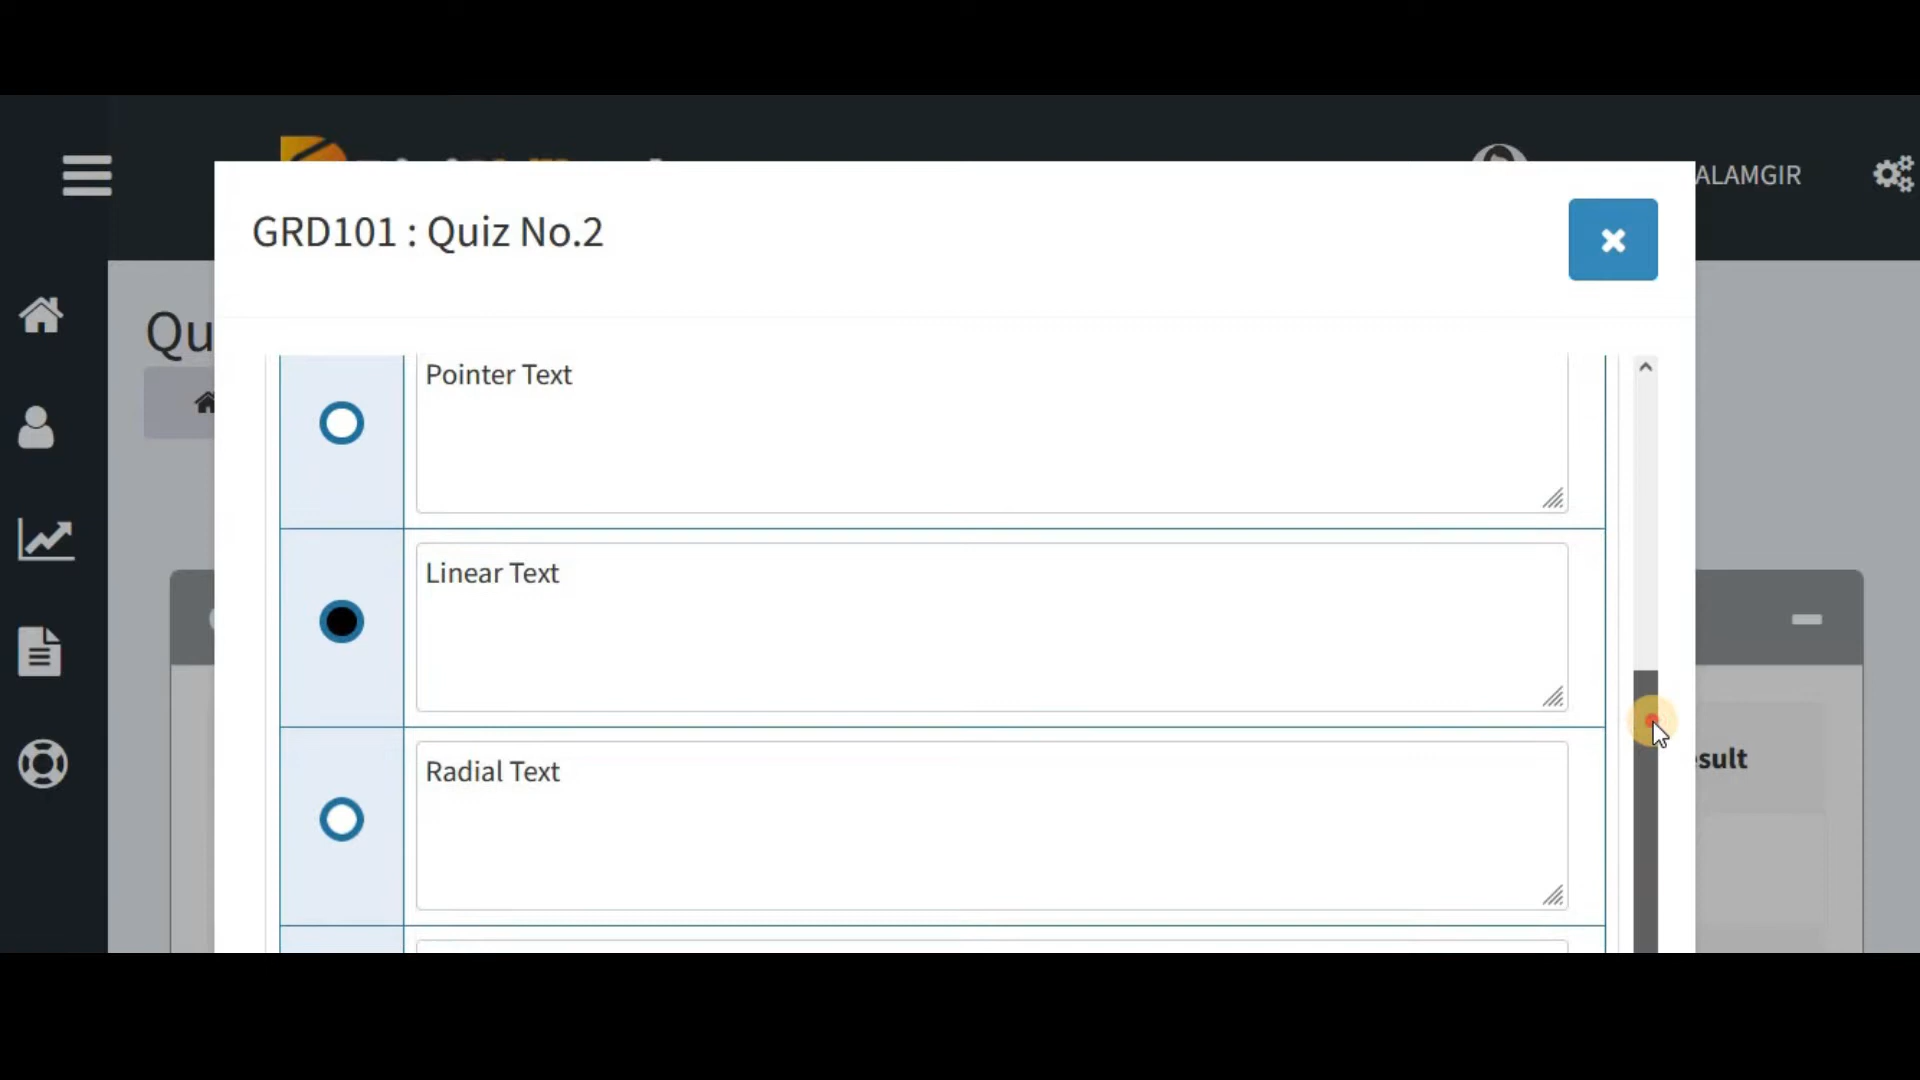 ALAMGIR
GRD101 : Quiz No.2
Qu
Pointer Text
Linear Text
Radial Text
sult